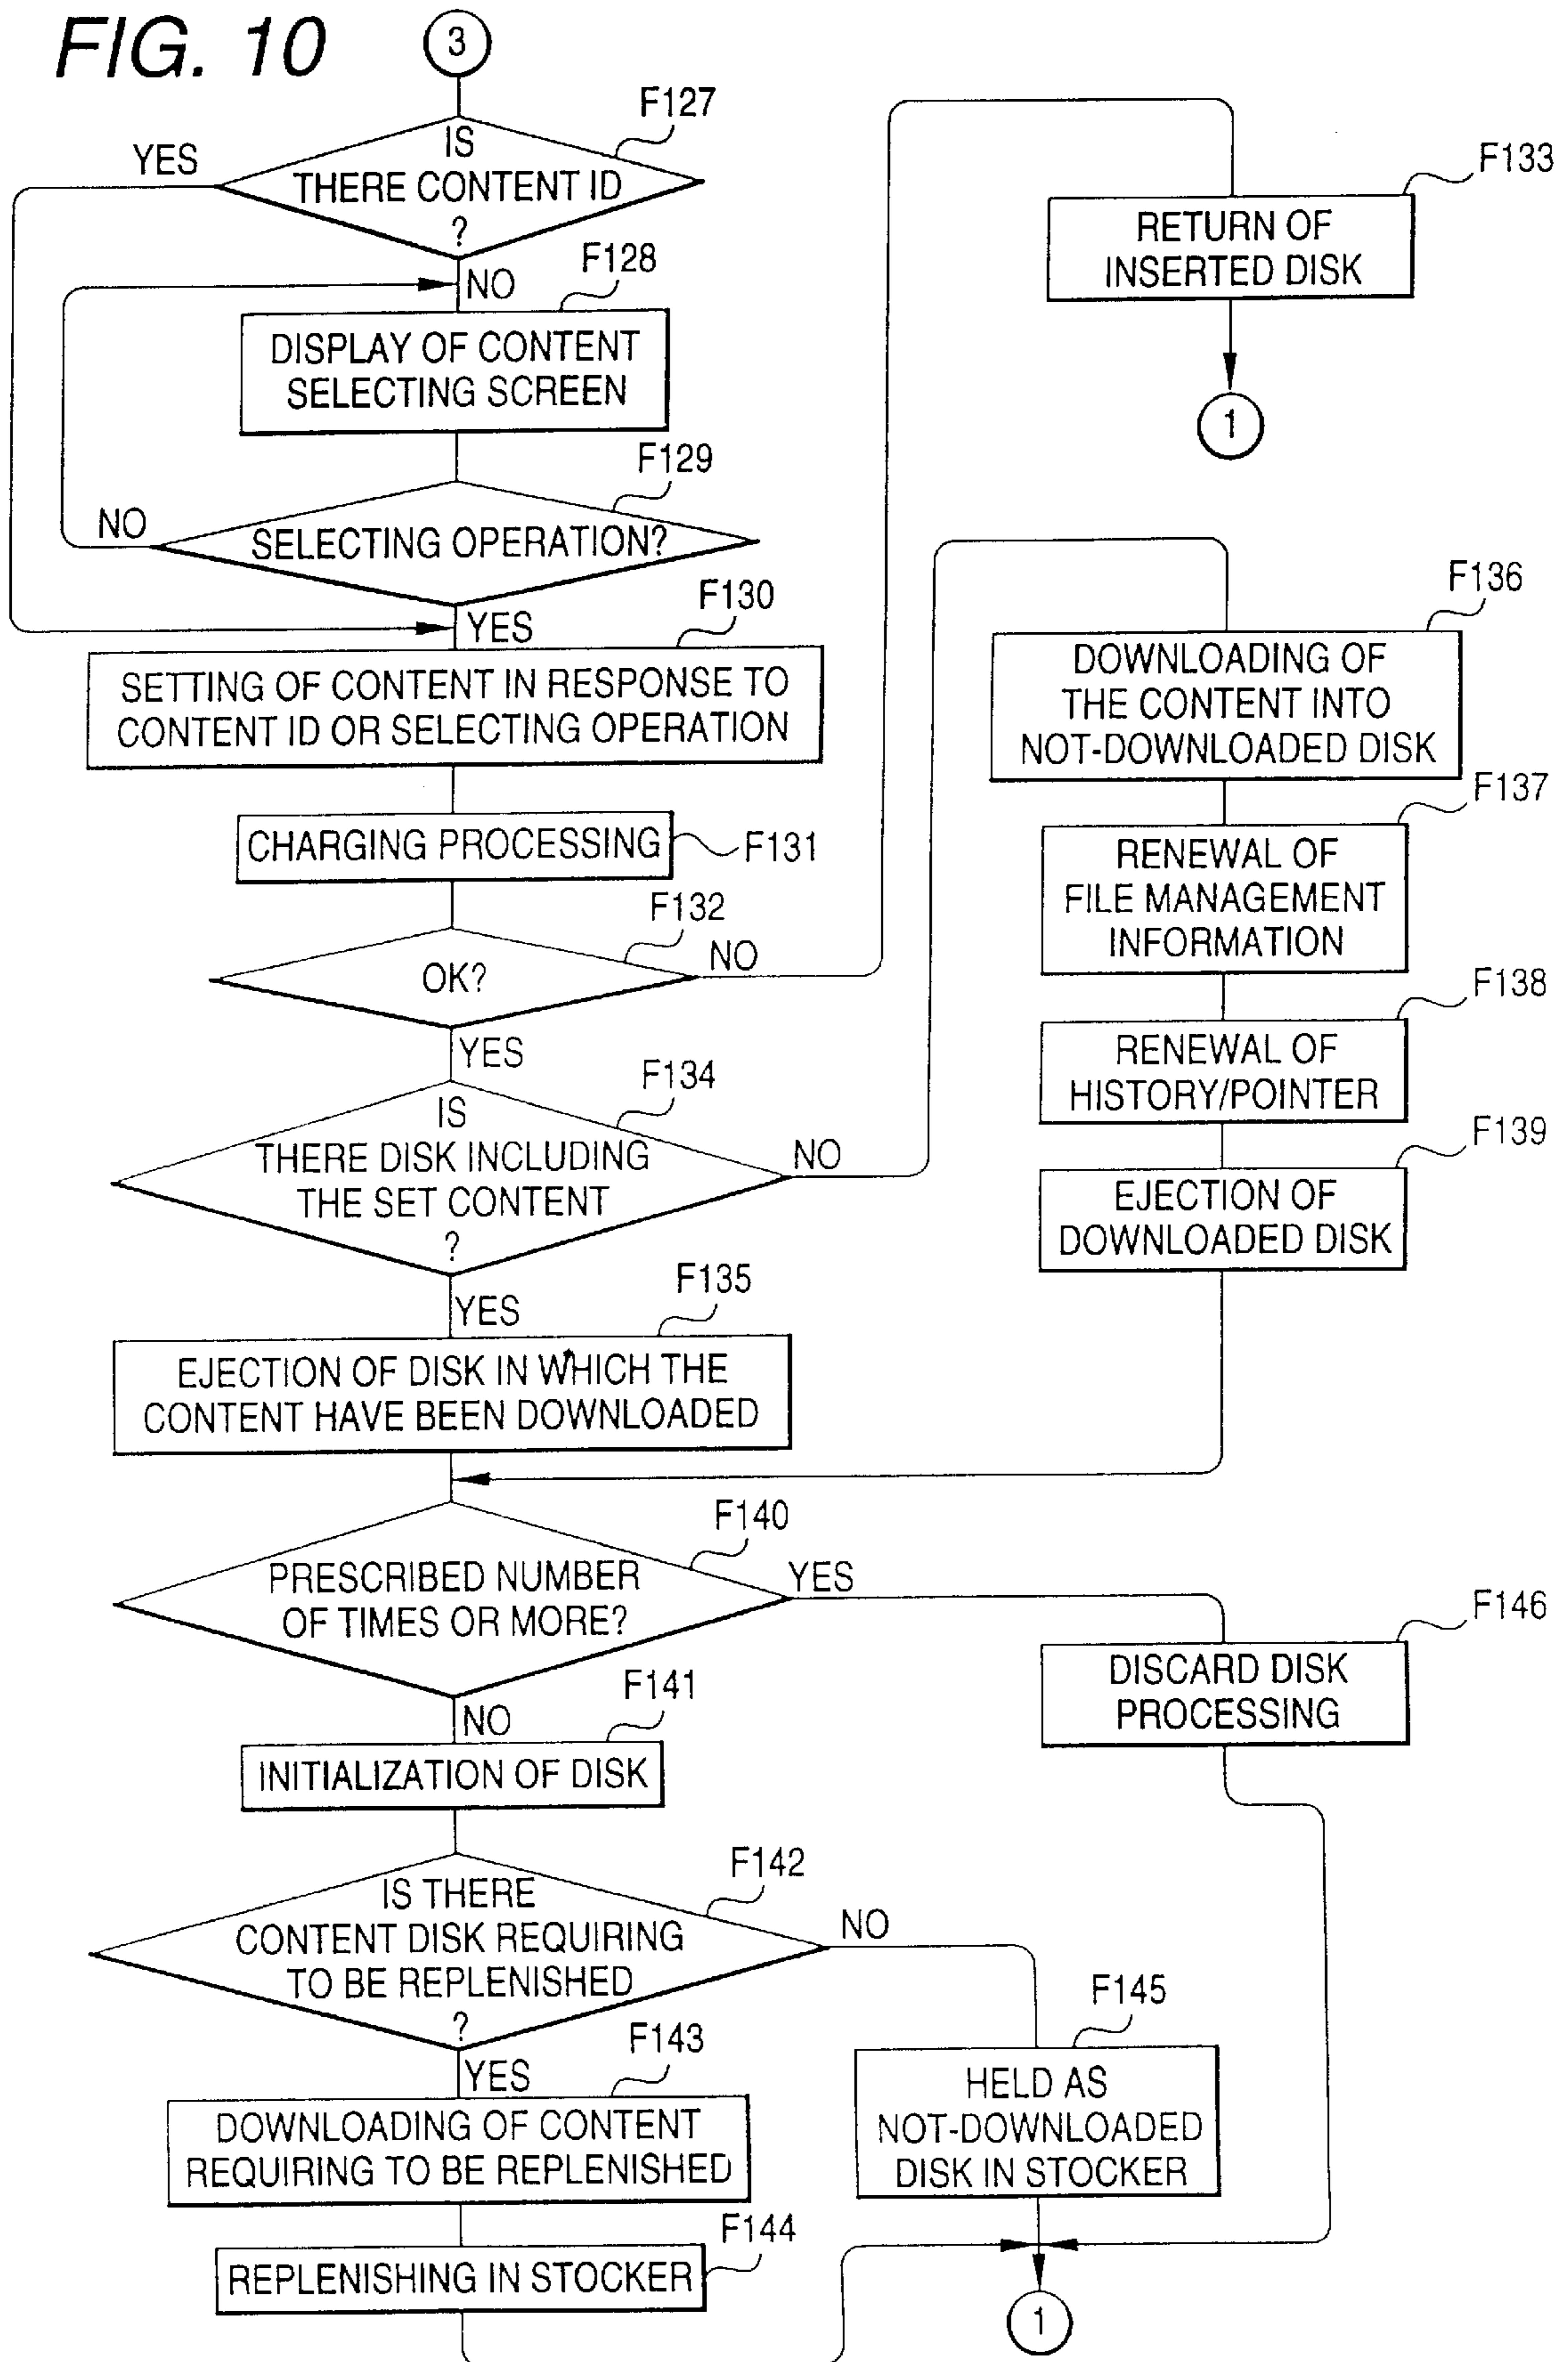 FIG. 10
3
F127
IS
THERE CONTENT ID
?
YES
NO
F128
DISPLAY OF CONTENT
SELECTING SCREEN
F129
SELECTING OPERATION?
NO
YES
F130
SETTING OF CONTENT IN RESPONSE TO
CONTENT ID OR SELECTING OPERATION
CHARGING PROCESSING
F131
F132
OK?
NO
YES
F133
RETURN OF
INSERTED DISK
1
F134
IS
THERE DISK INCLUDING
THE SET CONTENT
?
NO
YES
F135
EJECTION OF DISK IN WHICH THE
CONTENT HAVE BEEN DOWNLOADED
F136
DOWNLOADING OF
THE CONTENT INTO
NOT-DOWNLOADED DISK
F137
RENEWAL OF
FILE MANAGEMENT
INFORMATION
F138
RENEWAL OF
HISTORY/POINTER
F139
EJECTION OF
DOWNLOADED DISK
F140
PRESCRIBED NUMBER
OF TIMES OR MORE?
YES
NO
F146
DISCARD DISK
PROCESSING
F141
INITIALIZATION OF DISK
F142
IS THERE
CONTENT DISK REQUIRING
TO BE REPLENISHED
?
NO
YES
F143
DOWNLOADING OF CONTENT
REQUIRING TO BE REPLENISHED
F144
REPLENISHING IN STOCKER
F145
HELD AS
NOT-DOWNLOADED
DISK IN STOCKER
1